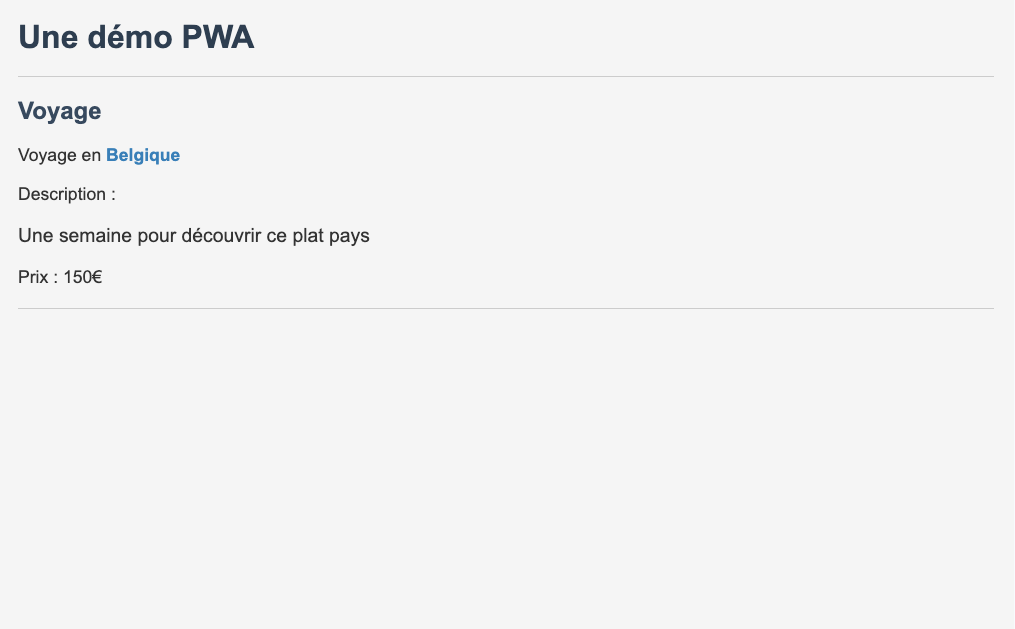 Une démo PWA
Voyage
Voyage en Belgique
Description :
Une semaine pour découvrir ce plat pays
Prix : 150€